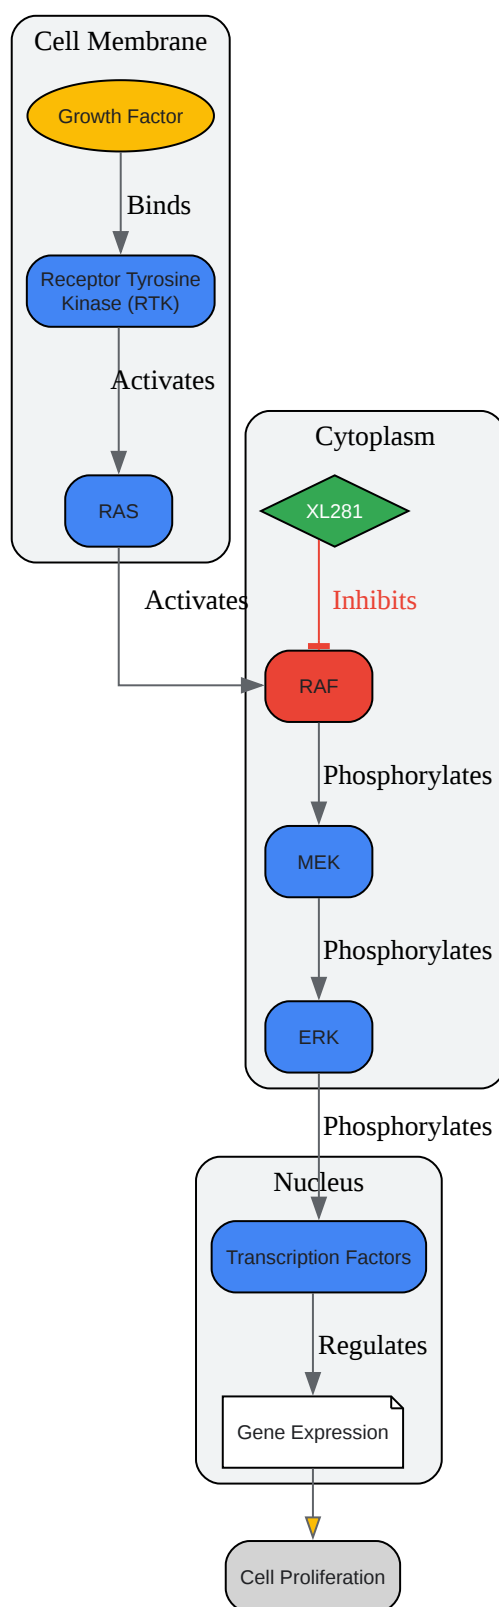 Cell Membrane
Growth Factor
Binds
Receptor Tyrosine
Kinase (RTK)
Activates
RAS
Activates
Cytoplasm
XL281
Inhibits
RAF
Phosphorylates
MEK
Phosphorylates
ERK
Phosphorylates
Nucleus
Transcription Factors
Regulates
Gene Expression
Cell Proliferation